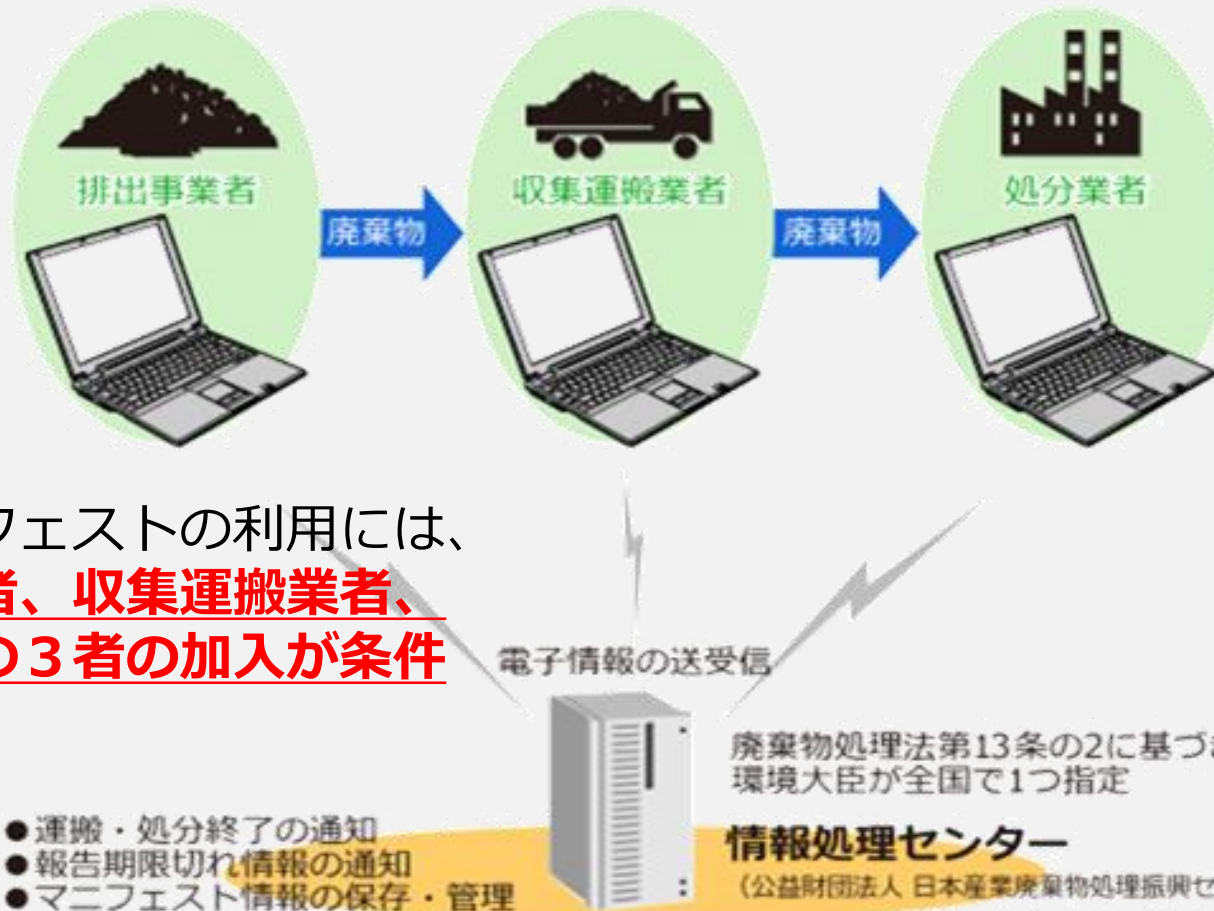 排出事業者
収集運搬業者
処分業者
廃棄物
廃棄物
フェストの利用には、
者、収集運搬業者、
の３者の加入が条件
電子情報の送受信
廃棄物処理法第13条の2に基づき
環境大臣が全国で1つ指定
●運搬・処分終了の通知
●報告期限切れ情報の通知
●マニフェスト情報の保存・管理
情報処理センター
(公益財団法人 日本産業廃棄物処理振興セ